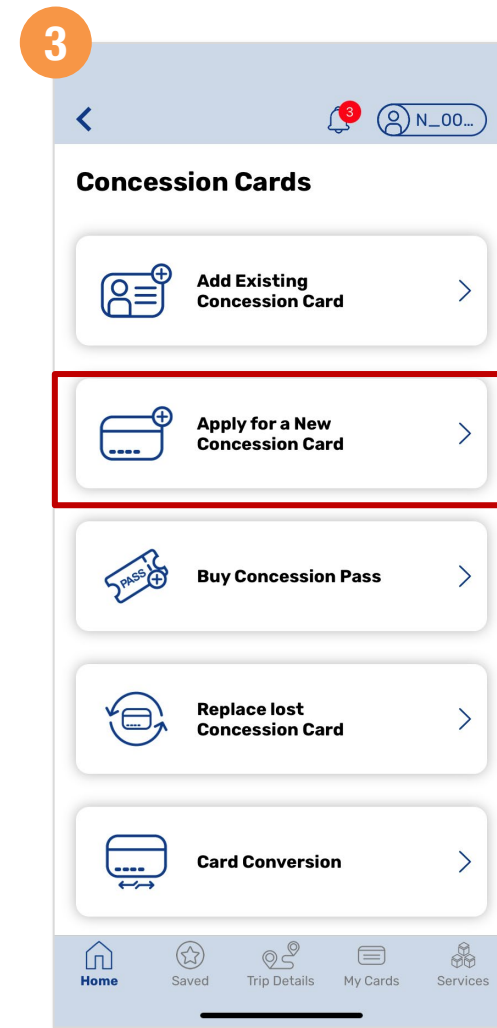 3
3
N_00...
Concession Cards
Add Existing
Concession Card
Apply for a New
Concession Card
PASS
Buy Concession Pass
Replace lost
Concession Card
Card Conversion
Home
Saved
Trip Details
My Cards
Services